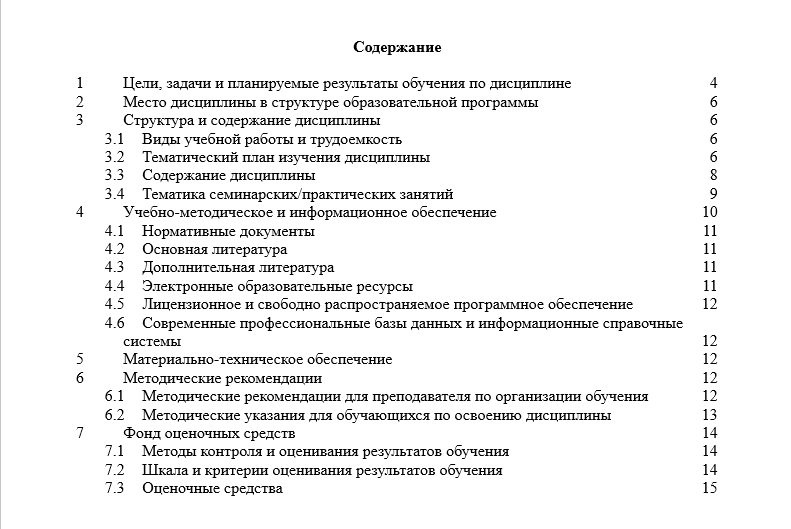 Содержание
1 Цели, задачи и планируемые результаты обучения по дисциплине 4
2 Место дисциплины в структуре образовательной программы 6
3 Структура и содержание дисциплины 6
3.1 Виды учебной работы и трудоемкость 6
3.2 Тематический план изучения дисциплины 6
3.3 Содержание дисциплины 8
3.4 Тематика семинарских/практических занятий 9
4 Учебно-методическое и информационное обеспечение 10
4.1 Нормативные документы 11
4.2 Основная литература 11
4.3 Дополнительная литература 11
4.4 Электронные образовательные ресурсы 11
4.5 Лицензионное и свободно распространяемое программное обеспечение 12
4.6 Современные профессиональные базы данных и информационные справочные
системы 12
5 Материально-техническое обеспечение 12
6 Методические рекомендации 12
6.1 Методические рекомендации для преподавателя по организации обучения 12
6.2 Методические указания для обучающихся по освоению дисциплины 13
7 Фонд оценочных средств 14
7.1 Методы контроля и оценивания результатов обучения 14
7.2 Шкала и критерии оценивания результатов обучения 14
7.3 Оценочные средства 15